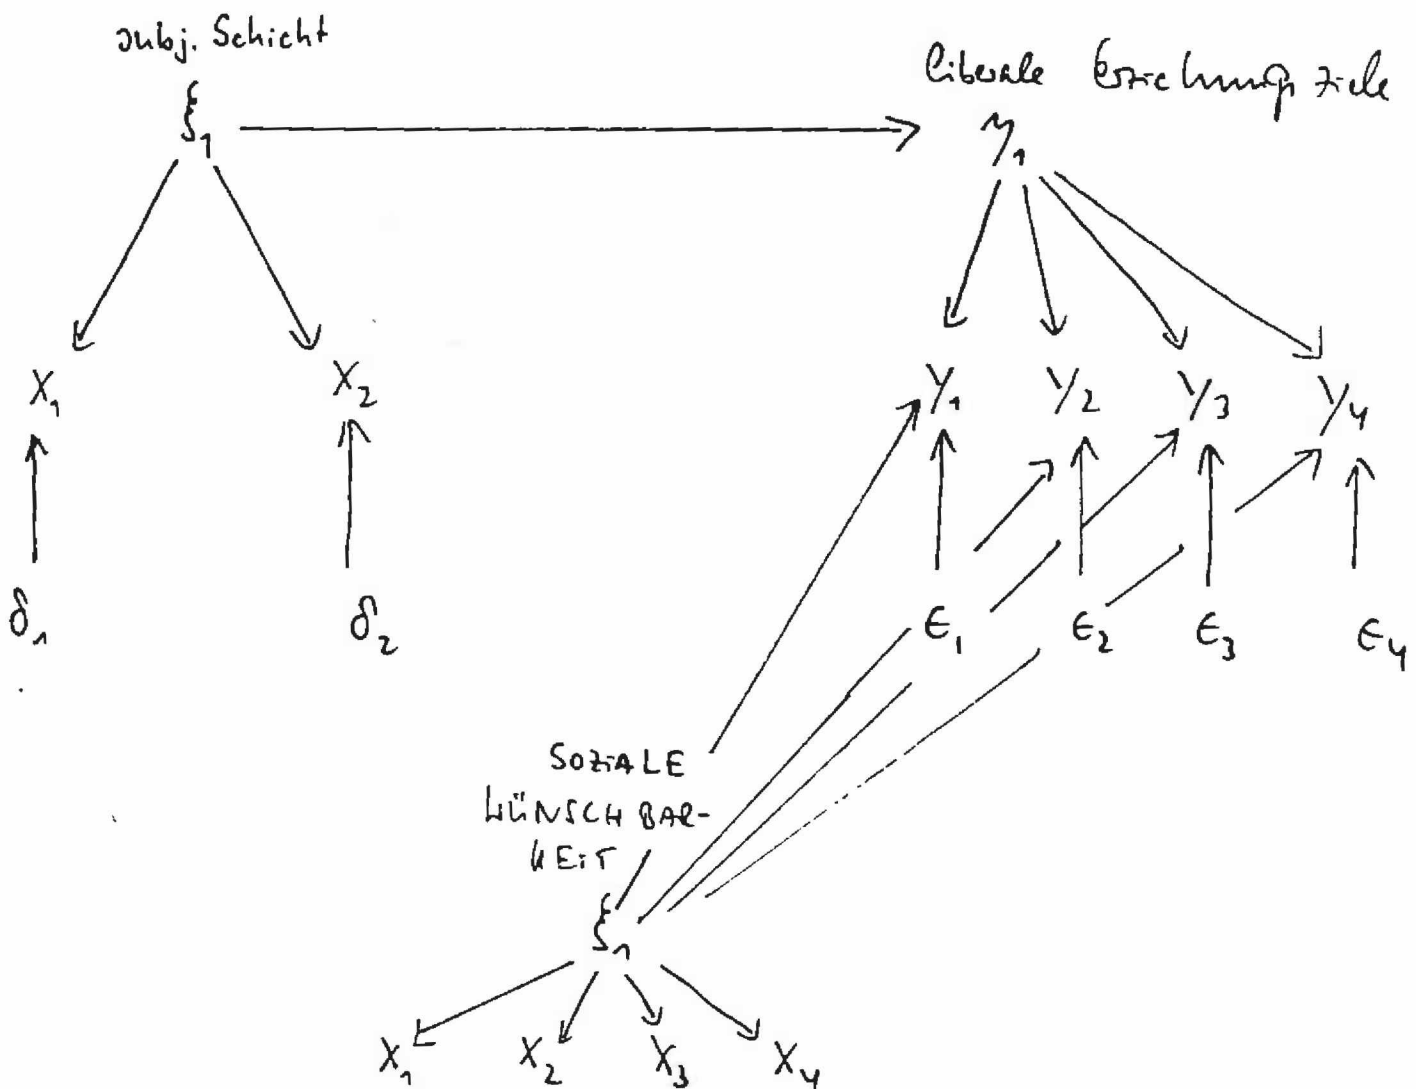 subj. Schicht
liberale Erziehungsziele
ξ₁
η₁
X₁
X₂
Y₁
Y₂
Y₃
Y₄
δ₁
δ₂
ϵ₁
ϵ₂
ϵ₃
ϵ₄
SOZIALE
WÜNSCHBAR-
KEIT
ξ₁
X₁
X₂
X₃
X₄